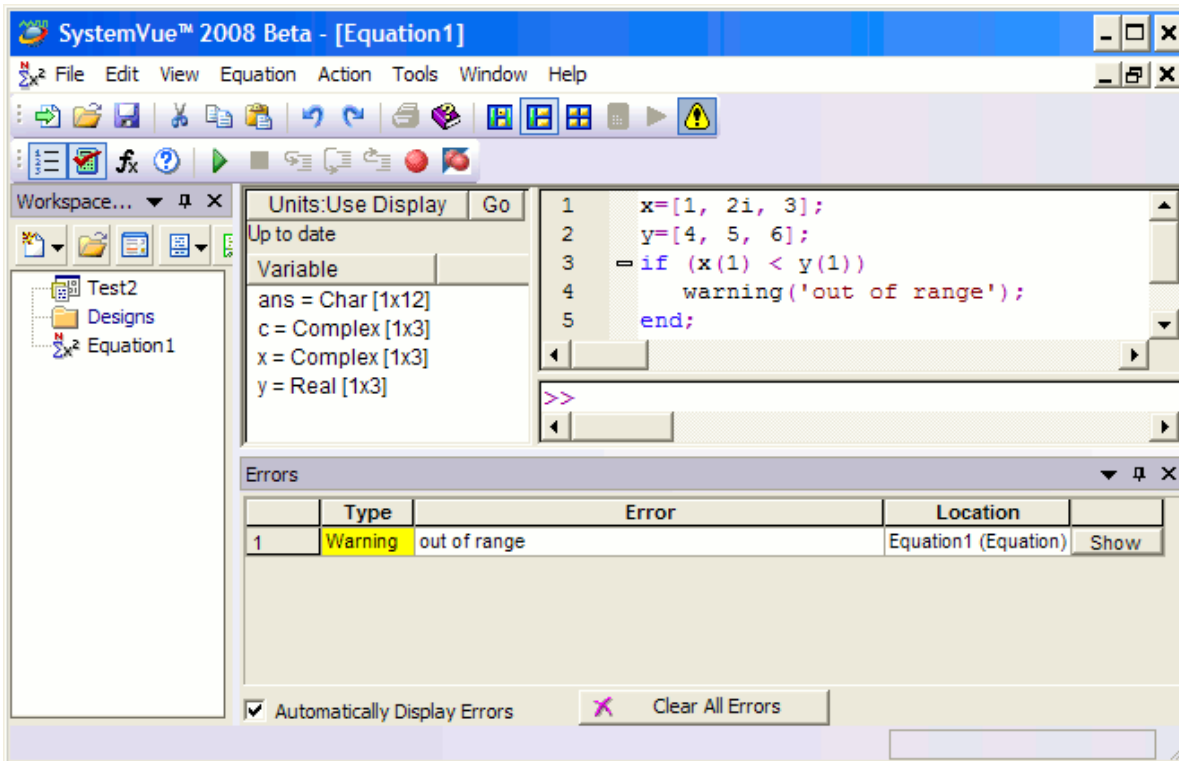 SystemVue™ 2008 Beta - [Equation1]
File Edit View Equation Action Tools Window Help
Workspace...
Test2
Designs
Equation1
Units:Use Display Go
Up to date
Variable
ans = Char [1x12]
c = Complex [1x3]
x = Complex [1x3]
y = Real [1x3]
1 x=[1, 2i, 3];
2 y=[4, 5, 6];
3 if (x(1) < y(1))
4 warning('out of range');
5 end;
>>
Errors
Type Error Location
1 Warning out of range Equation1 (Equation) Show
Automatically Display Errors Clear All Errors